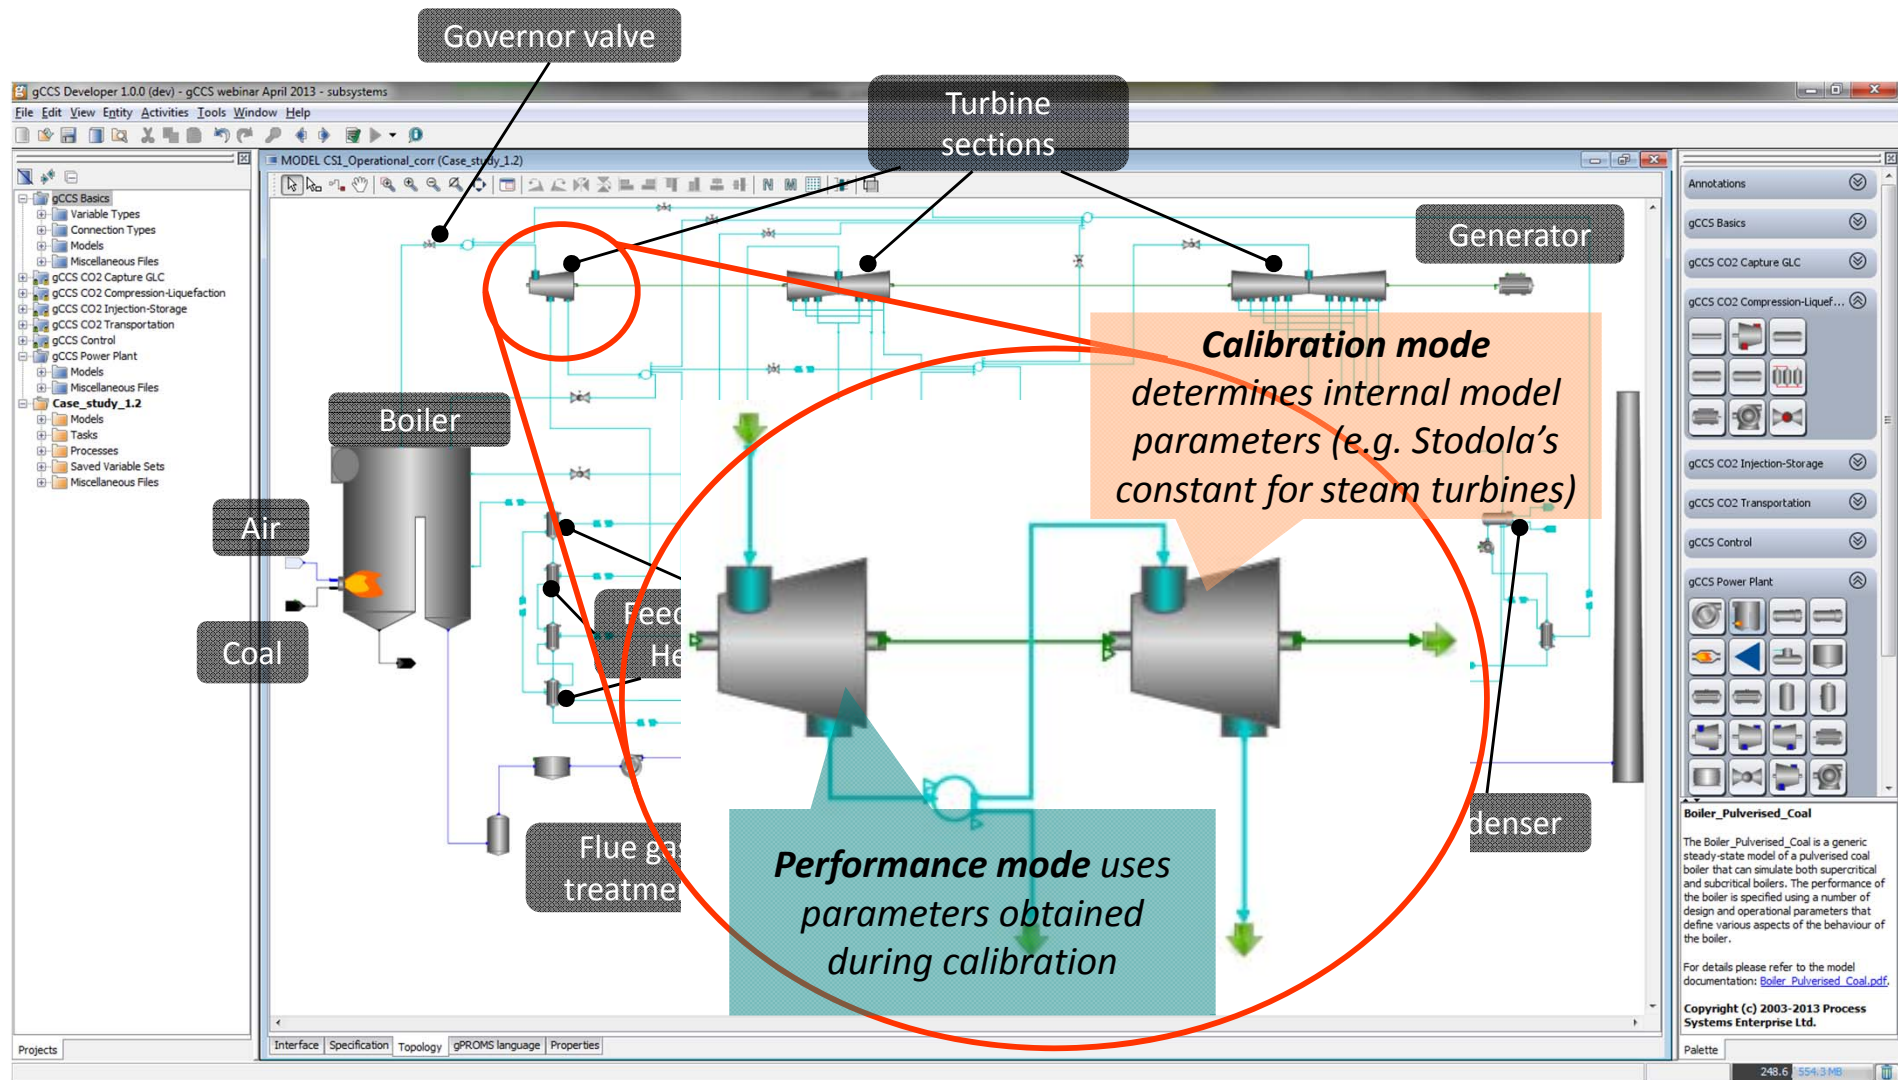 Governor valve
gCCS Developer 1.0.0 (dev) - gCCS webinar April 2013 - subsystems
File Edit View Entity Activities Tools Window Help
Turbine
sections
MODEL CS1_Operational_corr (Case_study_1.2)
gCCS Basics
Variable Types
Connection Types
Models
Miscellaneous Files
gCCS CO2 Capture GLC
gCCS CO2 Compression-Liquefaction
gCCS CO2 Injection-Storage
gCCS CO2 Transportation
gCCS Control
gCCS Power Plant
Models
Miscellaneous Files
Case_study_1.2
Models
Tasks
Processes
Saved Variable Sets
Miscellaneous Files
Projects
N M
Generator
Boiler
Air
Coal
Feed
He
Flue gas
treatmen
denser
Calibration mode
determines internal model
parameters (e.g. Stodola's
constant for steam turbines)
Performance mode uses
parameters obtained
during calibration
Interface Specification Topology gPROMS language Properties
Annotations
gCCS Basics
gCCS CO2 Capture GLC
gCCS CO2 Compression-Liquef...
gCCS CO2 Injection-Storage
gCCS CO2 Transportation
gCCS Control
gCCS Power Plant
Boiler_Pulverised_Coal
The Boiler_Pulverised_Coal is a generic
steady-state model of a pulverised coal
boiler that can simulate both supercritical
and subcritical boilers. The performance of
the boiler is specified using a number of
design and operational parameters that
define various aspects of the behaviour of
the boiler.
For details please refer to the model
documentation: Boiler_Pulverised_Coal.pdf.
Copyright (c) 2003-2013 Process
Systems Enterprise Ltd.
Palette
248.6 554.3 MB